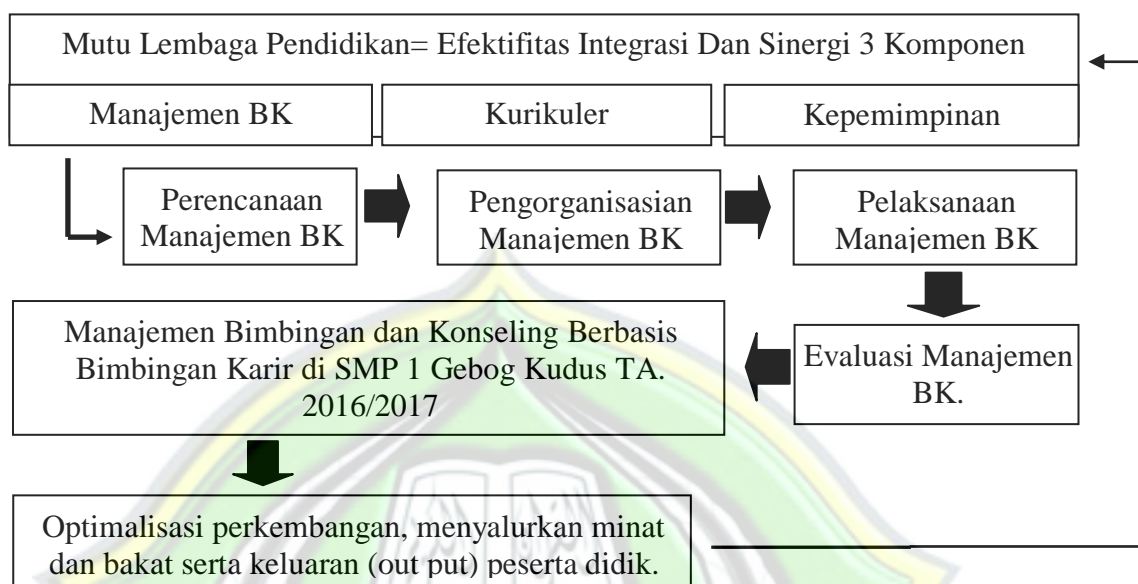 Mutu Lembaga Pendidikan= Efektifitas Integrasi Dan Sinergi 3 Komponen
Manajemen BK
Kurikuler
Kepemimpinan
Perencanaan
Manajemen BK
Pengorganisasian
Manajemen BK
Pelaksanaan
Manajemen BK
Evaluasi Manajemen
BK.
Manajemen Bimbingan dan Konseling Berbasis
Bimbingan Karir di SMP 1 Gebog Kudus TA.
2016/2017
Optimalisasi perkembangan, menyalurkan minat
dan bakat serta keluaran (out put) peserta didik.